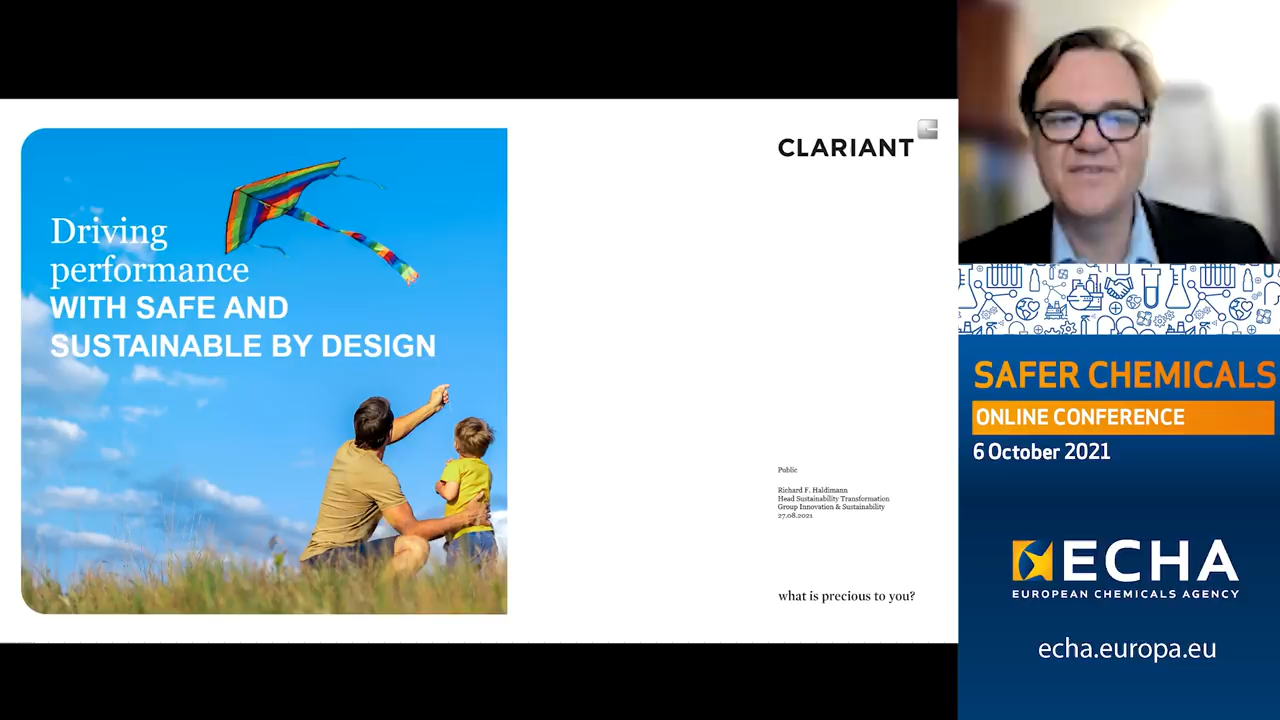 Driving
performance
WITH SAFE AND
SUSTAINABLE BY DESIGN
CLARIANT
Public
Richard F. Haldimann
Head Sustainability Transformation
Group Innovation & Sustainability
27.08.2021
what is precious to you?
SAFER CHEMICALS
ONLINE CONFERENCE
6 October 2021
ECHA
EUROPEAN CHEMICALS AGENCY
echa.europa.eu